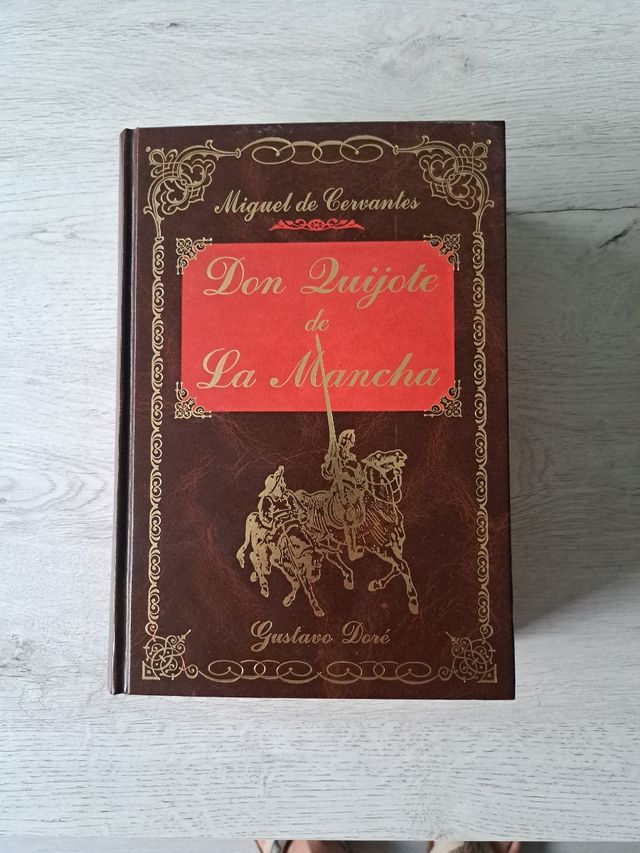 Miguel de Cervantes
Don Quijote
de
La Mancha
Gustavo Doré